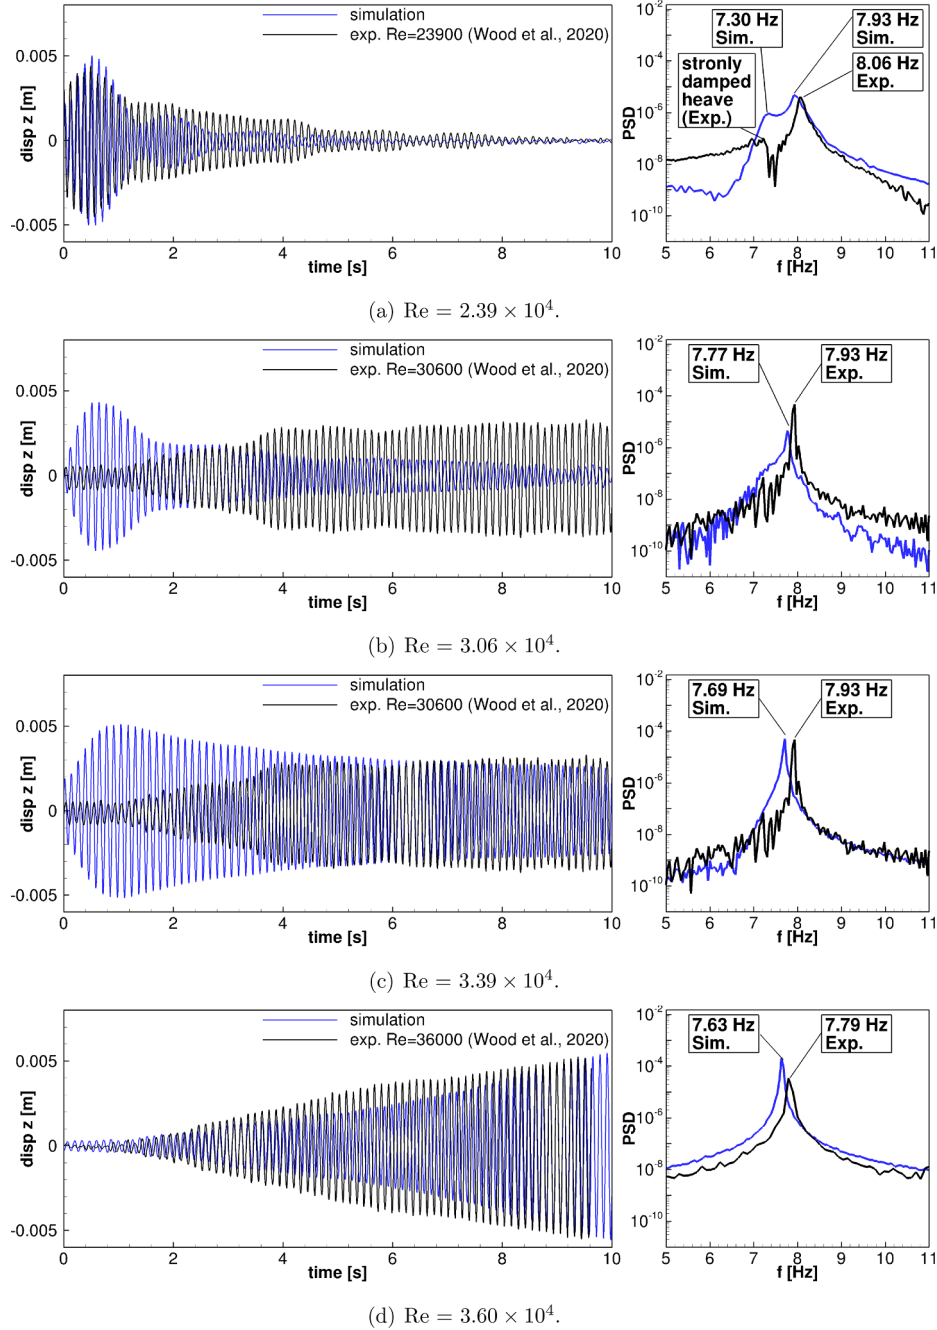 simulation
exp. Re=23900 (Wood et al., 2020)
disp z [m]
0.005
0
-0.005
0 2 4 6 8 10
time [s]
7.30 Hz
Sim.
7.93 Hz
Sim.
stronly
damped
heave
(Exp.)
8.06 Hz
Exp.
PSD
10-2
10-4
10-6
10-8
10-10
5 6 7 8 9 10 11
f [Hz]
(a) Re = 2.39 × 10⁴.
simulation
exp. Re=30600 (Wood et al., 2020)
disp z [m]
0.005
0
-0.005
0 2 4 6 8 10
time [s]
7.77 Hz
Sim.
7.93 Hz
Exp.
PSD
10-2
10-4
10-6
10-8
10-10
5 6 7 8 9 10 11
f [Hz]
(b) Re = 3.06 × 10⁴.
simulation
exp. Re=30600 (Wood et al., 2020)
disp z [m]
0.005
0
-0.005
0 2 4 6 8 10
time [s]
7.69 Hz
Sim.
7.93 Hz
Exp.
PSD
10-2
10-4
10-6
10-8
10-10
5 6 7 8 9 10 11
f [Hz]
(c) Re = 3.39 × 10⁴.
simulation
exp. Re=36000 (Wood et al., 2020)
disp z [m]
0.005
0
-0.005
0 2 4 6 8 10
time [s]
7.63 Hz
Sim.
7.79 Hz
Exp.
PSD
10-2
10-4
10-6
10-8
10-10
5 6 7 8 9 10 11
f [Hz]
(d) Re = 3.60 × 10⁴.